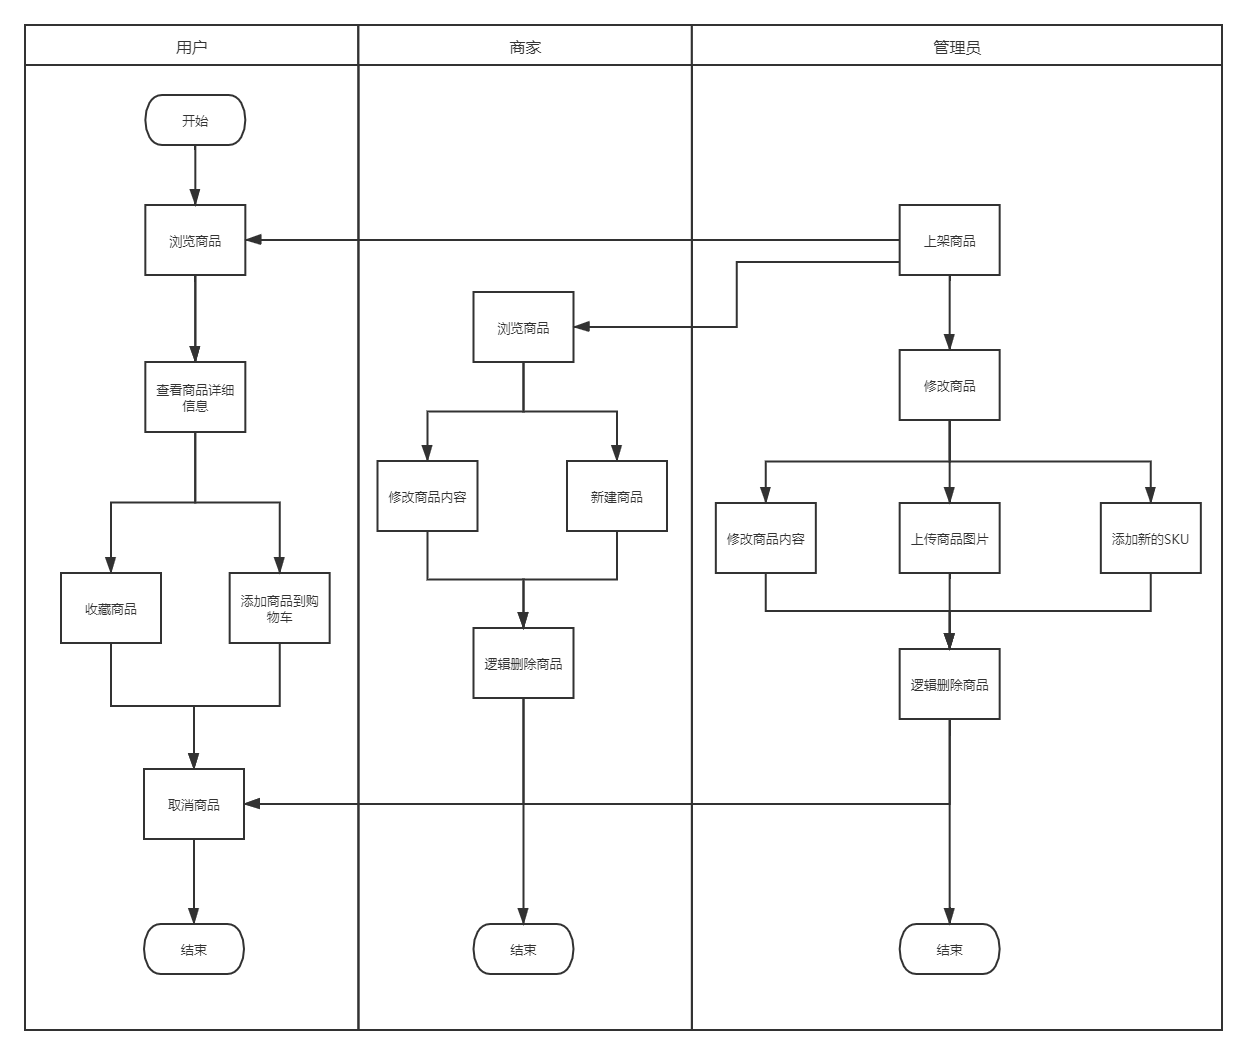 用户
商家
管理员
开始
浏览商品
上架商品
浏览商品
修改商品
查看商品详细
信息
修改商品内容
新建商品
修改商品内容
上传商品图片
添加新的SKU
收藏商品
添加商品到购
物车
逻辑删除商品
逻辑删除商品
取消商品
结束
结束
结束